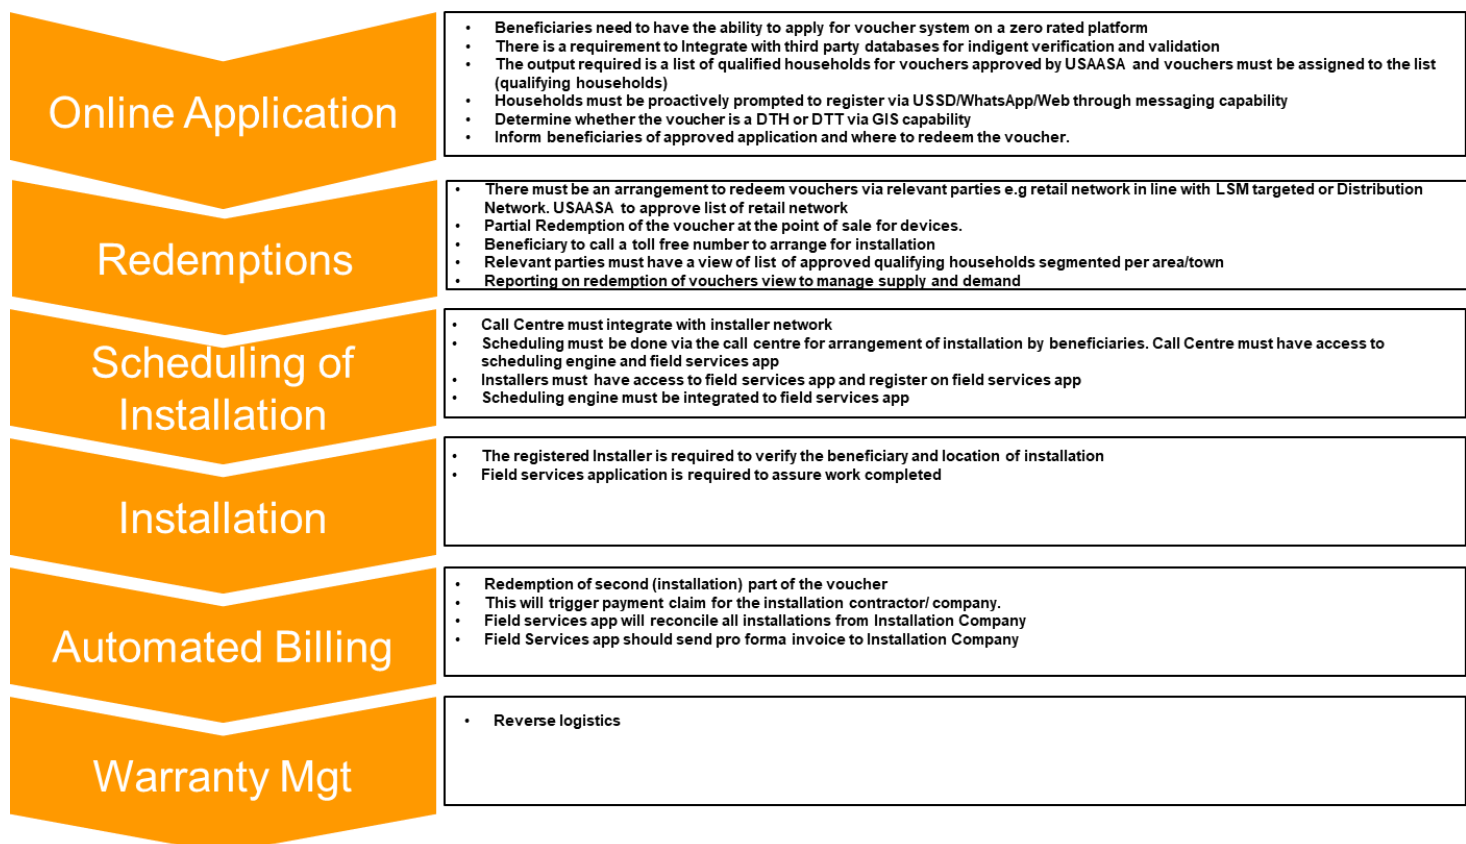 Online Application
• Beneficiaries need to have the ability to apply for voucher system on a zero rated platform
• There is a requirement to Integrate with third party databases for indigent verification and validation
• The output required is a list of qualified households for vouchers approved by USAASA and vouchers must be assigned to the list
(qualifying households)
• Households must be proactively prompted to register via USSD/WhatsApp/Web through messaging capability
• Determine whether the voucher is a DTH or DTT via GIS capability
• Inform beneficiaries of approved application and where to redeem the voucher.
Redemptions
• There must be an arrangement to redeem vouchers via relevant parties e.g retail network in line with LSM targeted or Distribution
Network. USAASA to approve list of retail network
• Partial Redemption of the voucher at the point of sale for devices.
• Beneficiary to call a toll free number to arrange for installation
• Relevant parties must have a view of list of approved qualifying households segmented per area/town
• Reporting on redemption of vouchers view to manage supply and demand
Scheduling of
Installation
• Call Centre must integrate with installer network
• Scheduling must be done via the call centre for arrangement of installation by beneficiaries. Call Centre must have access to
scheduling engine and field services app
• Installers must have access to field services app and register on field services app
• Scheduling engine must be integrated to field services app
Installation
• The registered Installer is required to verify the beneficiary and location of installation
• Field services application is required to assure work completed
Automated Billing
• Redemption of second (installation) part of the voucher
• This will trigger payment claim for the installation contractor/ company.
• Field services app will reconcile all installations from Installation Company
• Field Services app should send pro forma invoice to Installation Company
Warranty Mgt
• Reverse logistics